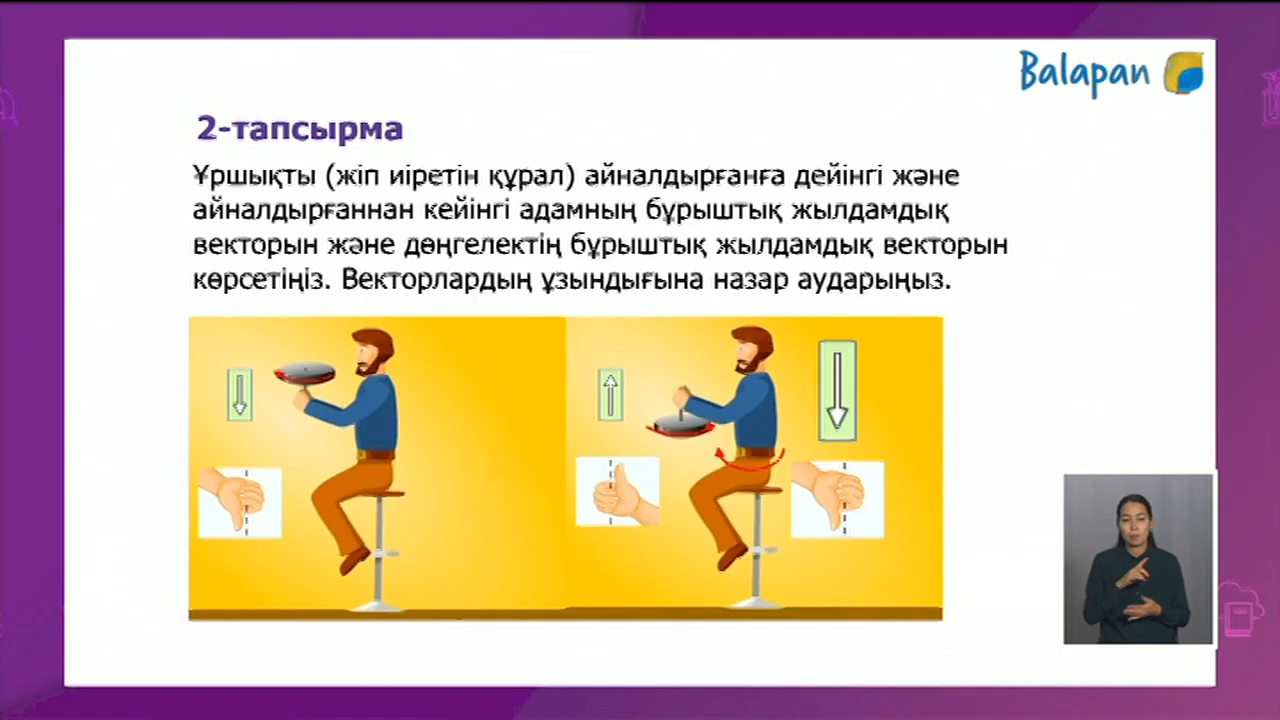 Balapan
2-тапсырма
Ұршықты (жіп иіретін құрал) айналдырғанға дейінгі және
айналдырғаннан кейінгі адамның бұрыштық жылдамдық
векторын және дөңгелектің бұрыштық жылдамдық векторын
көрсетіңіз. Векторлардың ұзындығына назар аударыңыз.